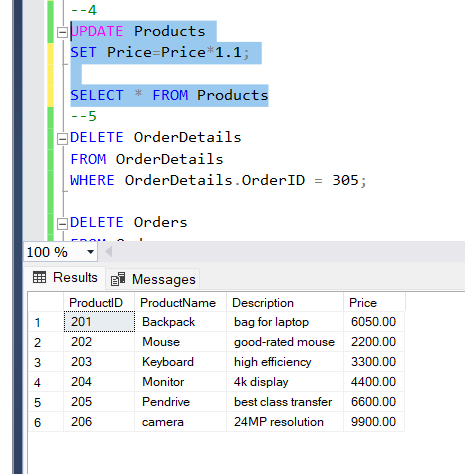 --4
UPDATE Products
SET Price=Price*1.1;
SELECT * FROM Products
--5
DELETE OrderDetails
FROM OrderDetails
WHERE OrderDetails.OrderID = 305;
DELETE Orders
100 %
Results Messages
ProductID ProductName Description Price
1 201 Backpack bag for laptop 6050.00
2 202 Mouse good-rated mouse 2200.00
3 203 Keyboard high efficiency 3300.00
4 204 Monitor 4k display 4400.00
5 205 Pendrive best class transfer 6600.00
6 206 camera 24MP resolution 9900.00